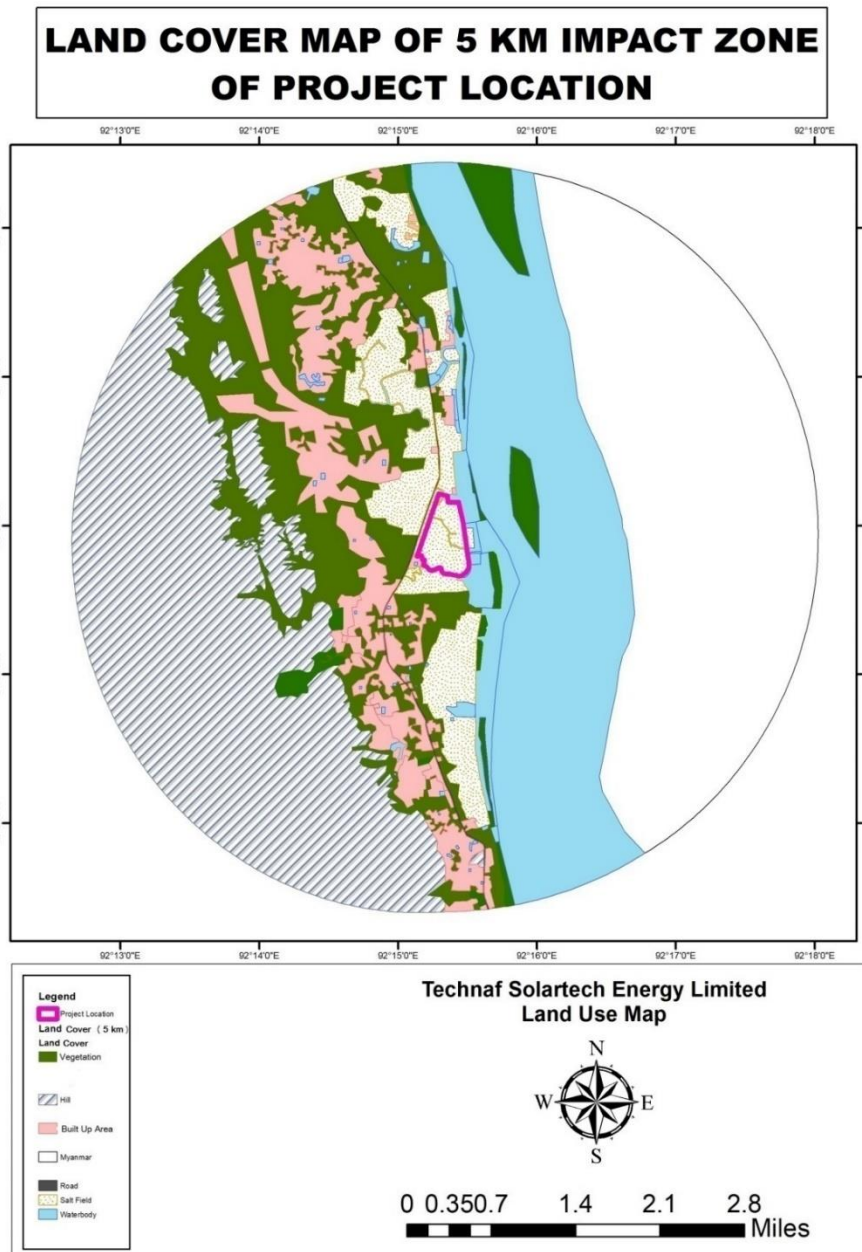 LAND COVER MAP OF 5 KM IMPACT ZONE
OF PROJECT LOCATION
92°13'0"E 92°14'0"E 92°15'0"E 92°16'0"E 92°17'0"E 92°18'0"E
92°13'0"E 92°14'0"E 92°15'0"E 92°16'0"E 92°17'0"E 92°18'0"E
Legend
Project Location
Land Cover ( 5 km)
Land Cover
Vegetation
Hill
Built Up Area
Myanmar
Road
Salt Field
Waterbody
Technaf Solartech Energy Limited
Land Use Map
N
W E
S
0 0.35 0.7 1.4 2.1 2.8
Miles